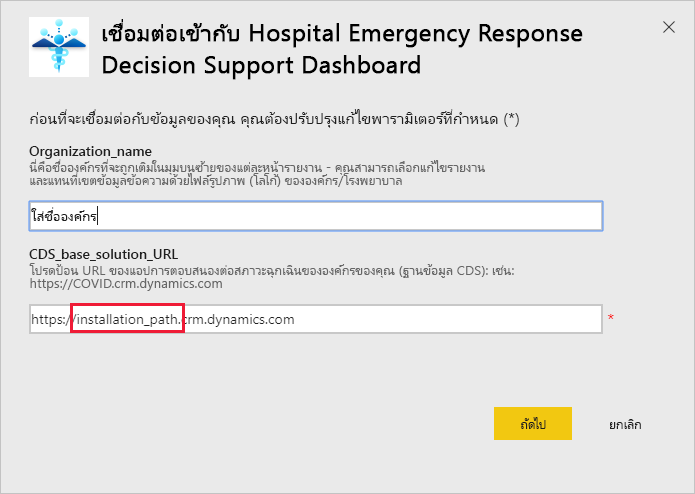 เชื่อมต่อเข้ากับ Hospital Emergency Response
Decision Support Dashboard
ก่อนที่จะเชื่อมต่อกับข้อมูลของคุณ คุณต้องปรับปรุงแก้ไขพารามิเตอร์ที่กำหนด (*)
Organization_name
นี่คือชื่อองค์กรที่จะถูกเติมในมุมบนซ้ายของแต่ละหน้ารายงาน - คุณสามารถเลือกแก้ไขรายงาน
และแทนที่เขตข้อมูลข้อความด้วยไฟล์รูปภาพ (โลโก้) ขององค์กร/โรงพยาบาล
ใส่ชื่อองค์กร
CDS_base_solution_URL
โปรดป้อน URL ของแอปการตอบสนองต่อสภาวะฉุกเฉินขององค์กรของคุณ (ฐานข้อมูล CDS): เช่น:
https://COVID.crm.dynamics.com
https://installation_path.crm.dynamics.com *
ถัดไป ยกเลิก